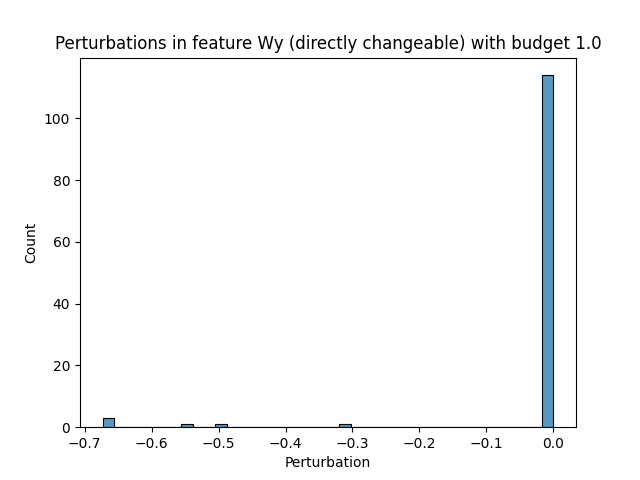 Perturbations in feature Wy (directly changeable) with budget 1.0
Count
100
80
60
40
20
0
−0.7 −0.6 −0.5 −0.4 −0.3 −0.2 −0.1 0.0
Perturbation